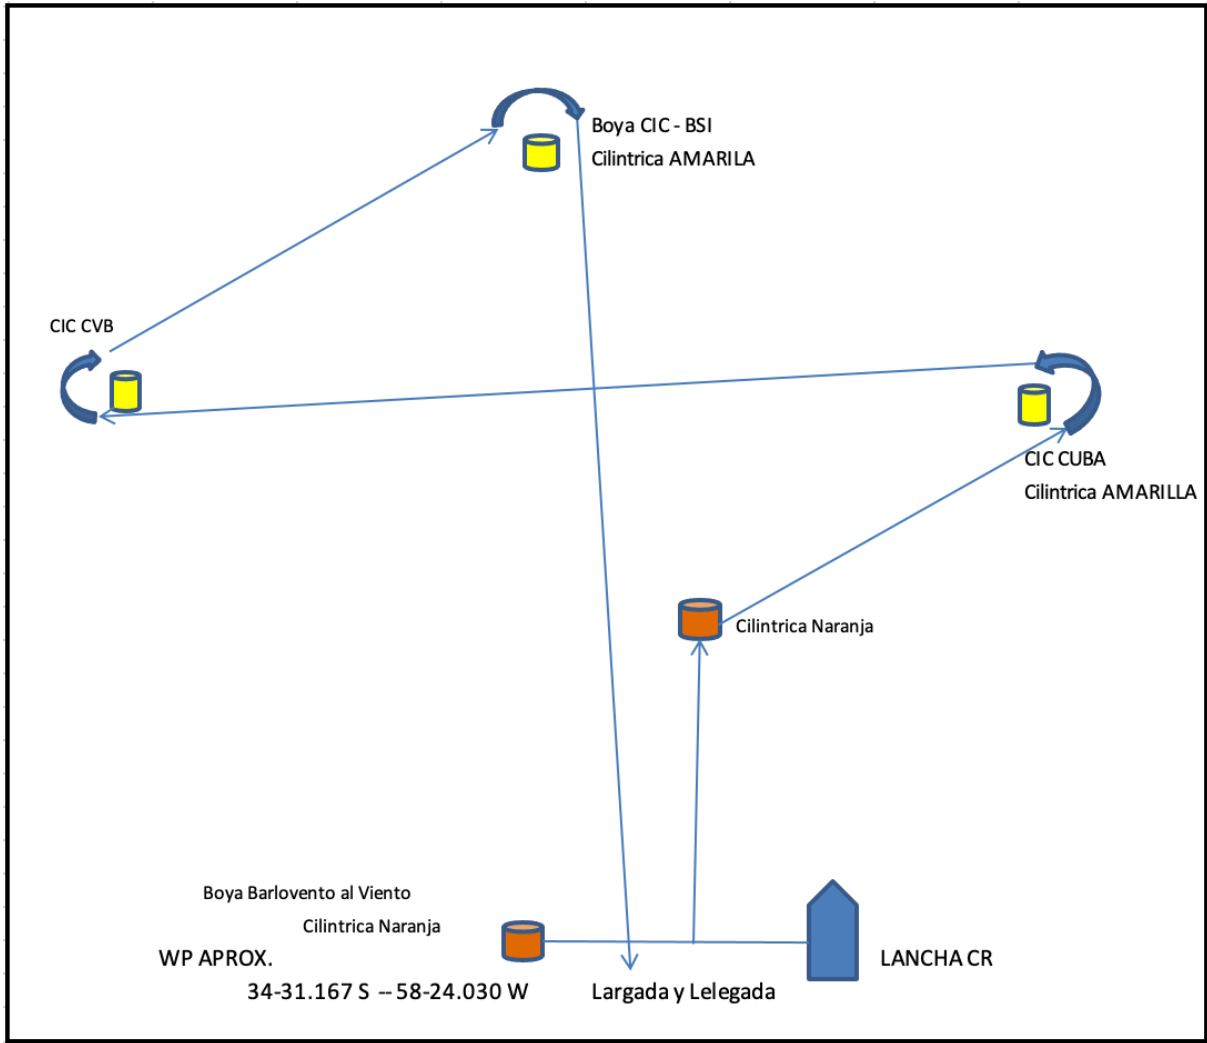 Boya CIC - BSI
Cilintrica AMARILA
CIC CVB
CIC CUBA
Cilintrica AMARILLA
Cilintrica Naranja
Boya Barlovento al Viento
Cilintrica Naranja
WP APROX.
LANCHA CR
34-31.167 S -- 58-24.030 W
Largada y Lelegada